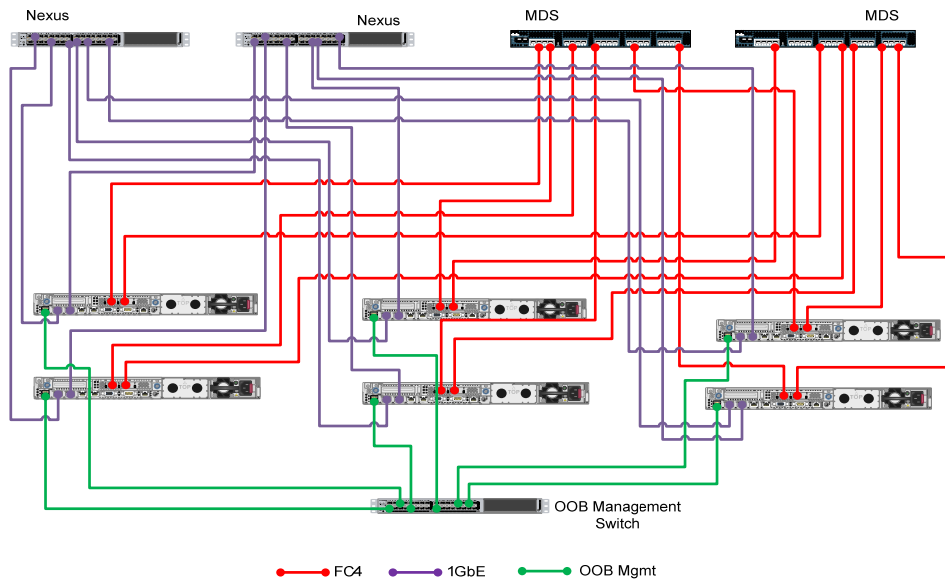 Nexus
Nexus
MDS
MDS
OOB Management
Switch
FC4
1GbE
OOB Mgmt